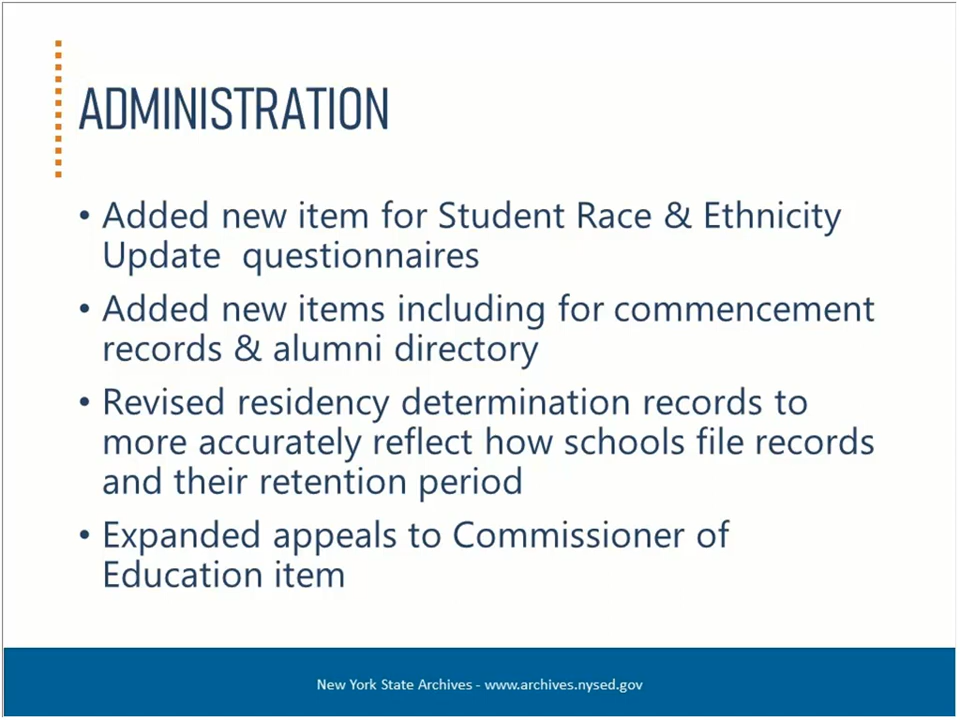 ADMINISTRATION
• Added new item for Student Race & Ethnicity
Update  questionnaires
• Added new items including for commencement
records & alumni directory
• Revised residency determination records to
more accurately reflect how schools file records
and their retention period
• Expanded appeals to Commissioner of
Education item
New York State Archives - www.archives.nysed.gov